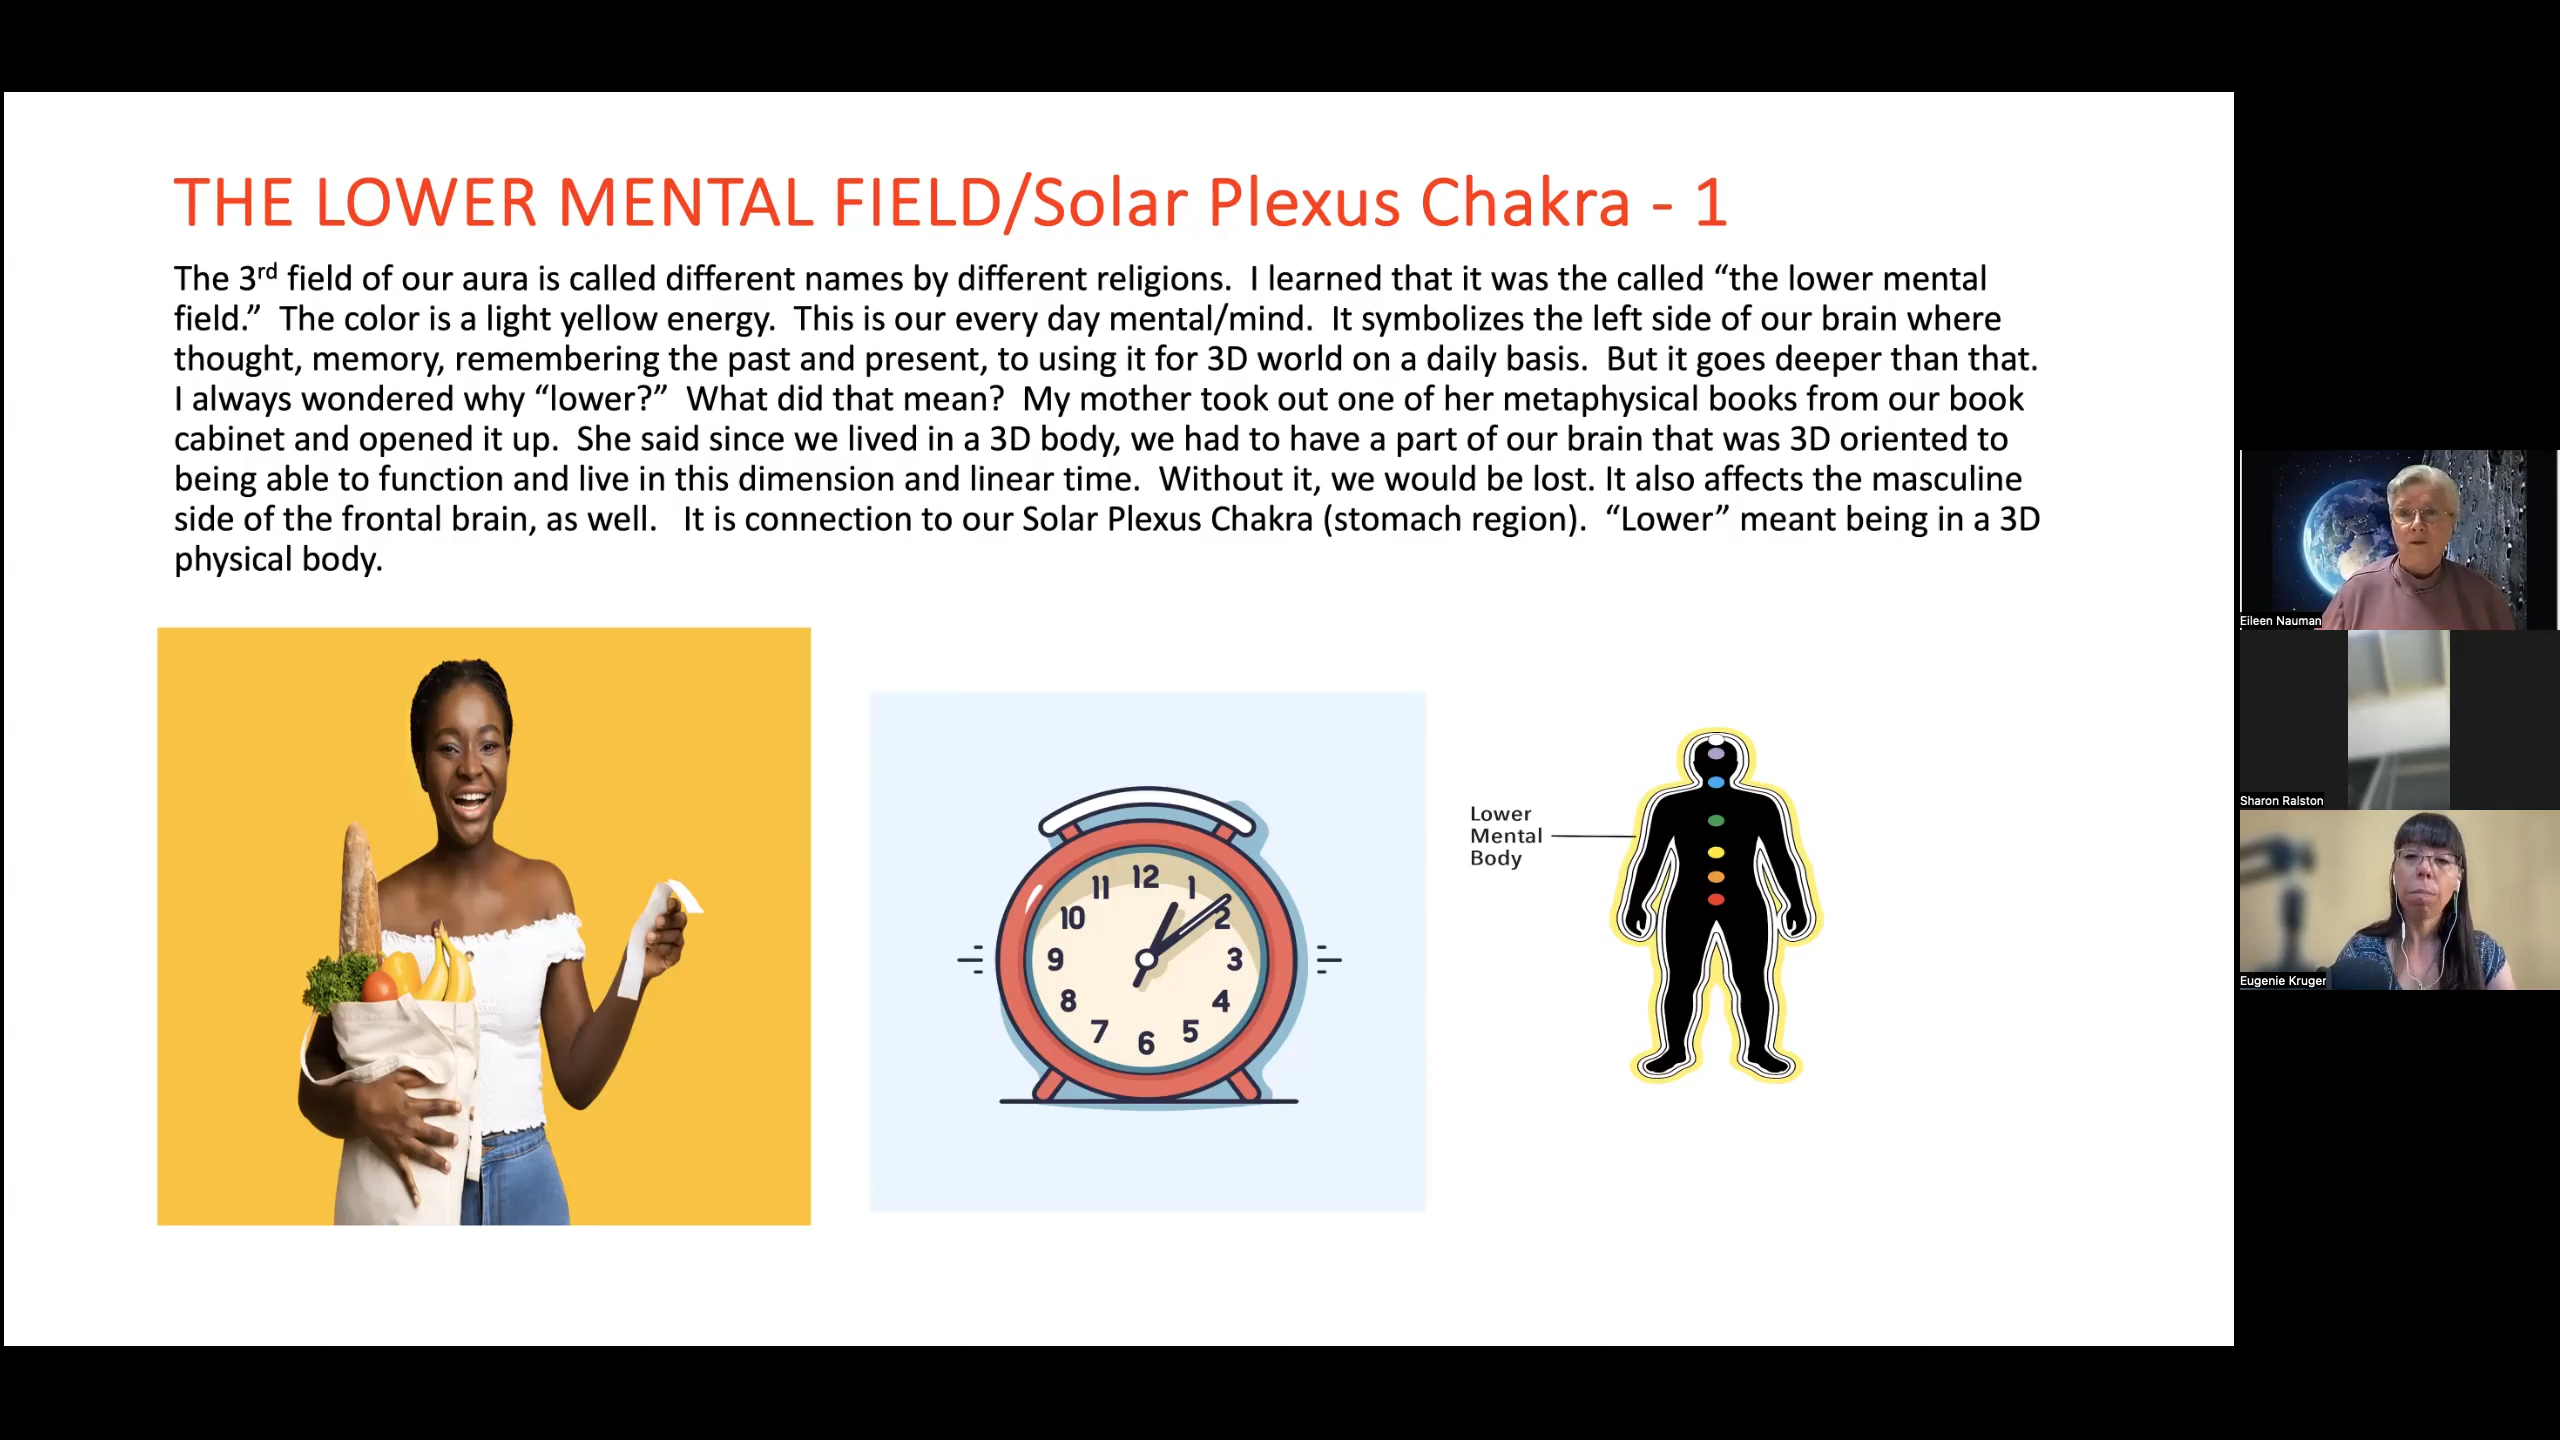 THE LOWER MENTAL FIELD/Solar Plexus Chakra - 1
The 3rd field of our aura is called different names by different religions.  I learned that it was the called “the lower mental
field.”  The color is a light yellow energy.  This is our every day mental/mind.  It symbolizes the left side of our brain where
thought, memory, remembering the past and present, to using it for 3D world on a daily basis.  But it goes deeper than that.
I always wondered why “lower?”  What did that mean?  My mother took out one of her metaphysical books from our book
cabinet and opened it up.  She said since we lived in a 3D body, we had to have a part of our brain that was 3D oriented to
being able to function and live in this dimension and linear time.  Without it, we would be lost. It also affects the masculine
side of the frontal brain, as well.   It is connection to our Solar Plexus Chakra (stomach region).  “Lower” meant being in a 3D
physical body.
12
1
2
3
4
5
6
7
8
9
10
11
Lower
Mental
Body
Eileen Nauman
Sharon Ralston
Eugenie Kruger